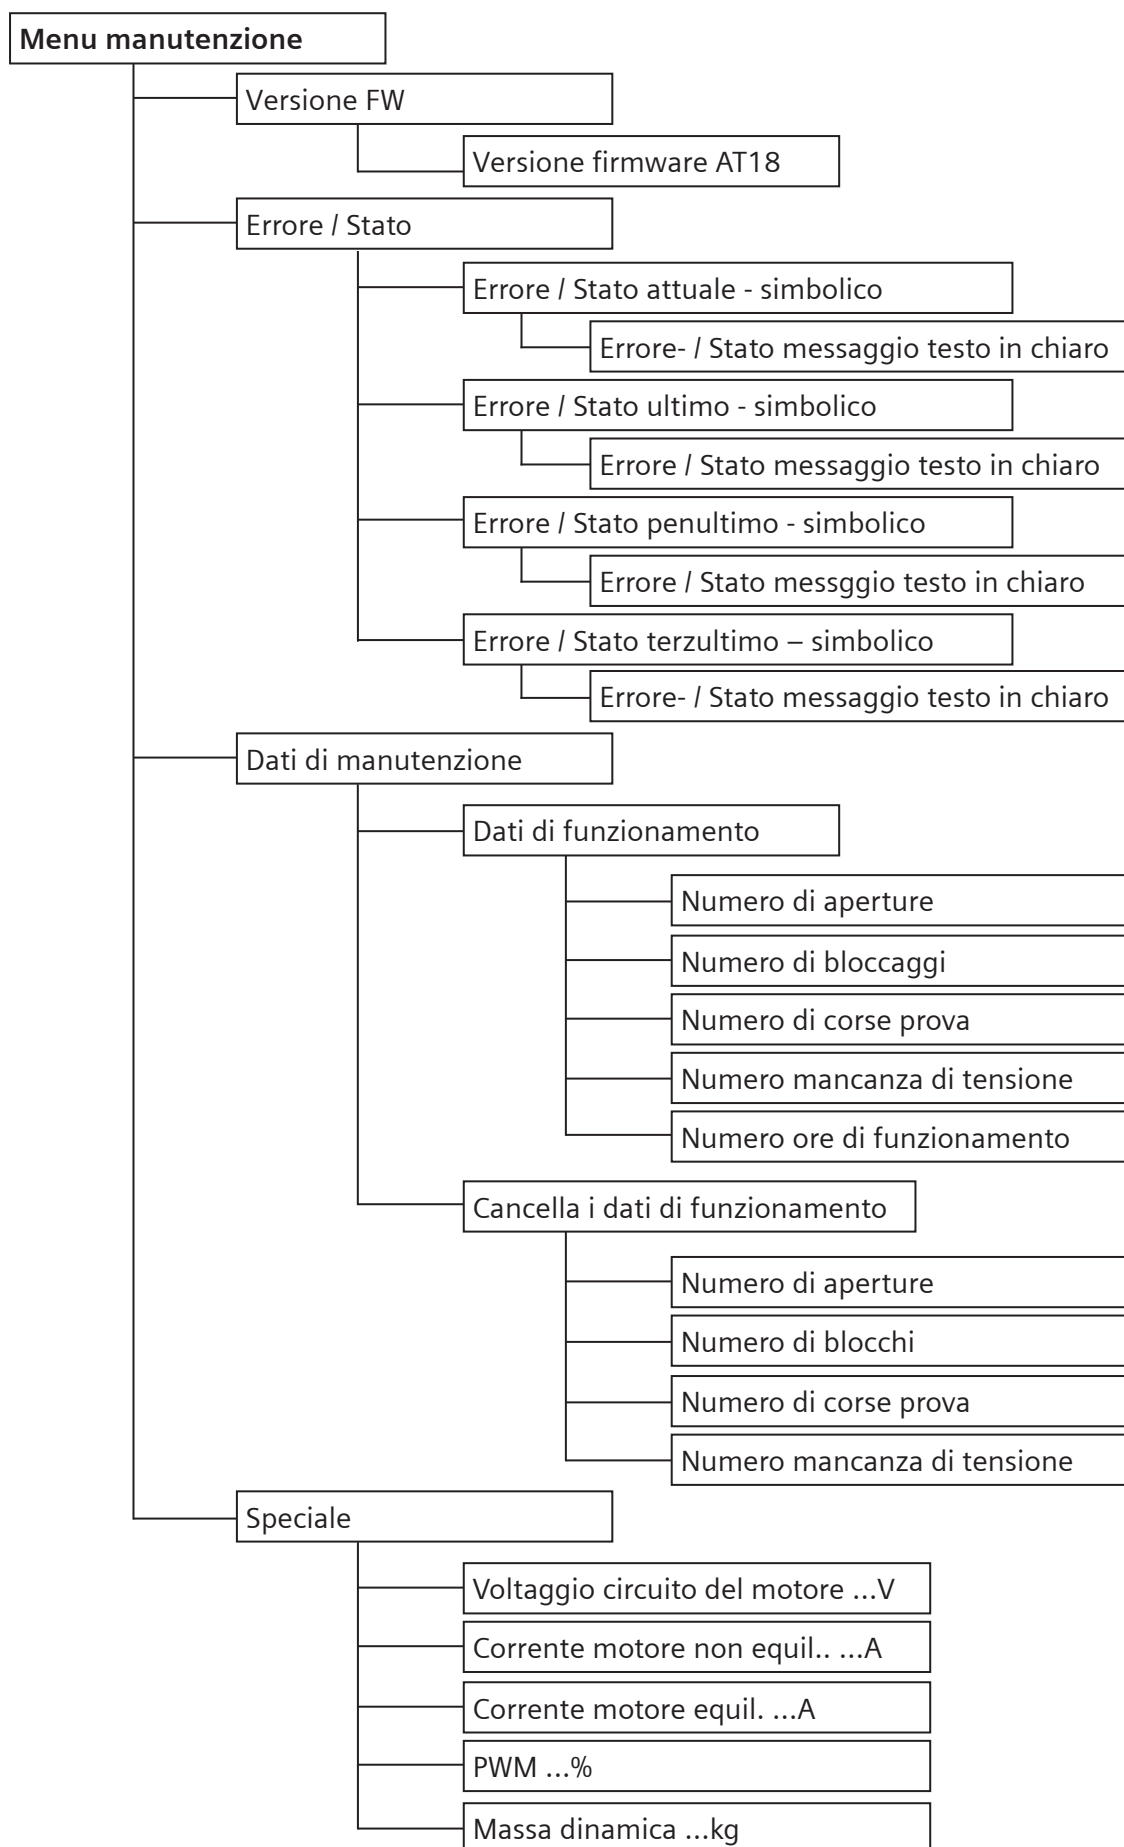 Menu manutenzione
Versione FW
Versione firmware AT18
Errore / Stato
Errore / Stato attuale - simbolico
Errore- / Stato messaggio testo in chiaro
Errore / Stato ultimo - simbolico
Errore / Stato messaggio testo in chiaro
Errore / Stato penultimo - simbolico
Errore / Stato messggio testo in chiaro
Errore / Stato terzultimo – simbolico
Errore- / Stato messaggio testo in chiaro
Dati di manutenzione
Dati di funzionamento
Numero di aperture
Numero di bloccaggi
Numero di corse prova
Numero mancanza di tensione
Numero ore di funzionamento
Cancella i dati di funzionamento
Numero di aperture
Numero di blocchi
Numero di corse prova
Numero mancanza di tensione
Speciale
Voltaggio circuito del motore ...V
Corrente motore non equil.. ...A
Corrente motore equil. ...A
PWM ...%
Massa dinamica ...kg